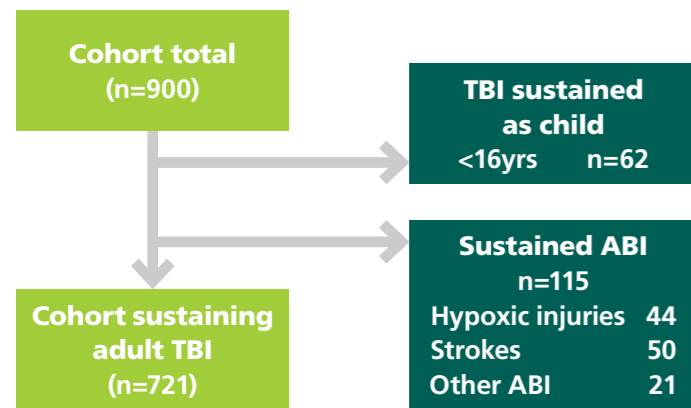 Cohort total
(n=900)
TBI sustained
as child
<16yrs n=62
Sustained ABI
n=115
Hypoxic injuries 44
Strokes 50
Other ABI 21
Cohort sustaining
adult TBI
(n=721)